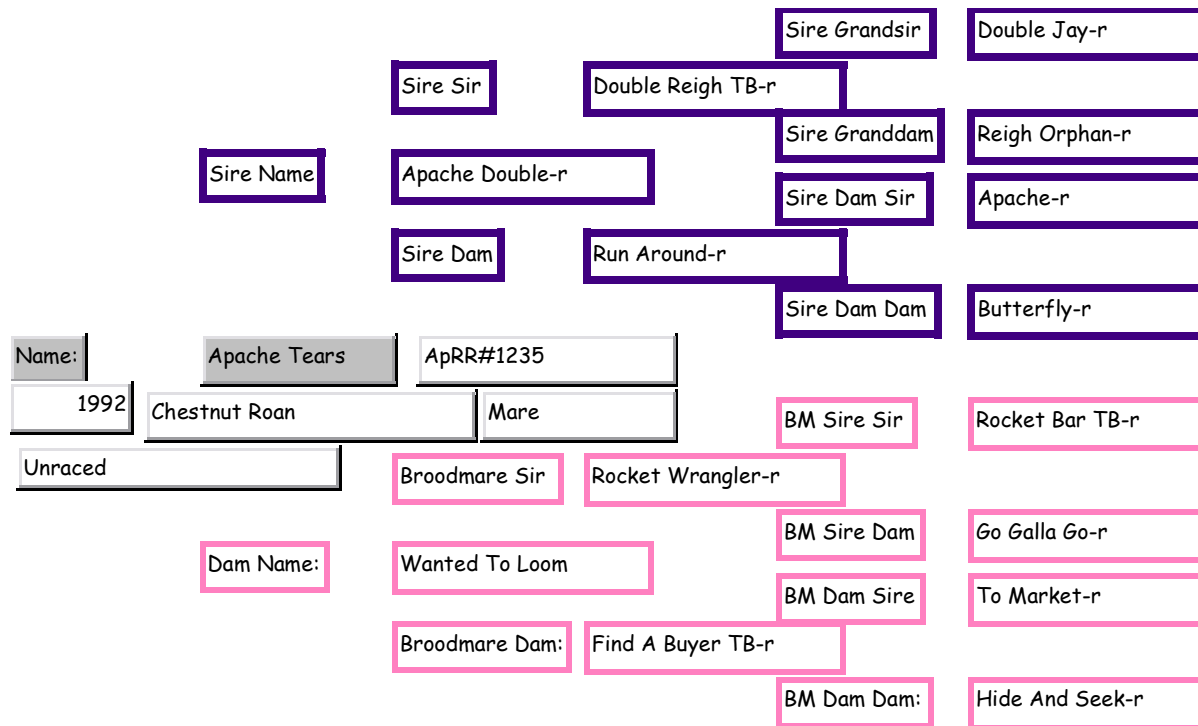 Sire Grandsir Double Jay-r
Sire Sir Double Reigh TB-r
Sire Granddam Reigh Orphan-r
Sire Name Apache Double-r
Sire Dam Sir Apache-r
Sire Dam Run Around-r
Sire Dam Dam Butterfly-r
Name: Apache Tears ApRR#1235
1992 Chestnut Roan Mare
BM Sire Sir Rocket Bar TB-r
Unraced
Broodmare Sir Rocket Wrangler-r
BM Sire Dam Go Galla Go-r
Dam Name: Wanted To Loom
BM Dam Sire To Market-r
Broodmare Dam: Find A Buyer TB-r
BM Dam Dam: Hide And Seek-r